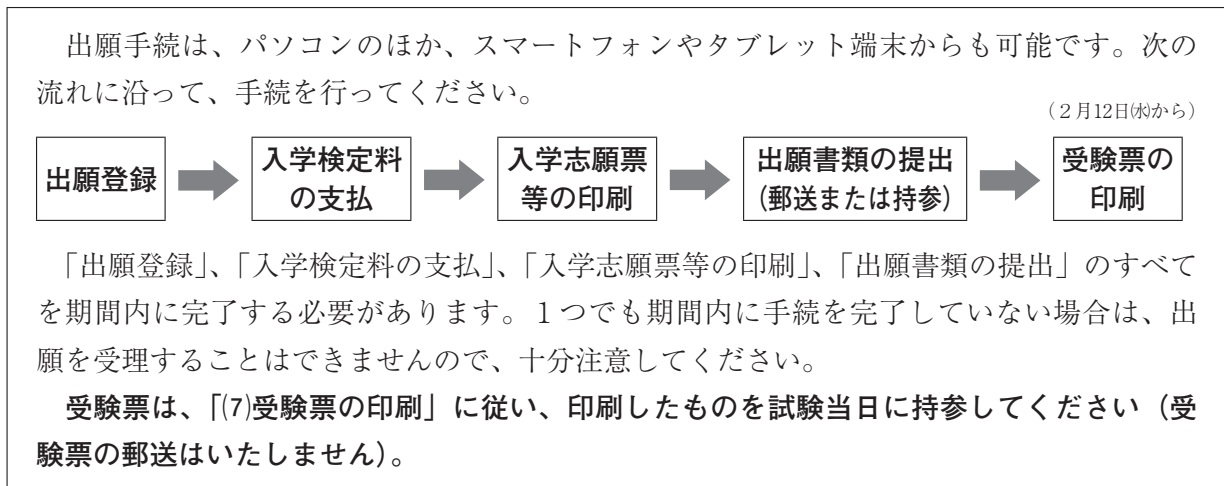 出願手続は、パソコンのほか、スマートフォンやタブレット端末からも可能です。次の
流れに沿って、手続を行ってください。
(2月12日㈬から)
出願登録
入学検定料
の支払
入学志願票
等の印刷
出願書類の提出
(郵送または持参)
受験票の
印刷
「出願登録」、「入学検定料の支払」、「入学志願票等の印刷」、「出願書類の提出」のすべて
を期間内に完了する必要があります。1つでも期間内に手続を完了していない場合は、出
願を受理することはできませんので、十分注意してください。
受験票は、「⑺受験票の印刷」に従い、印刷したものを試験当日に持参してください(受
験票の郵送はいたしません)。